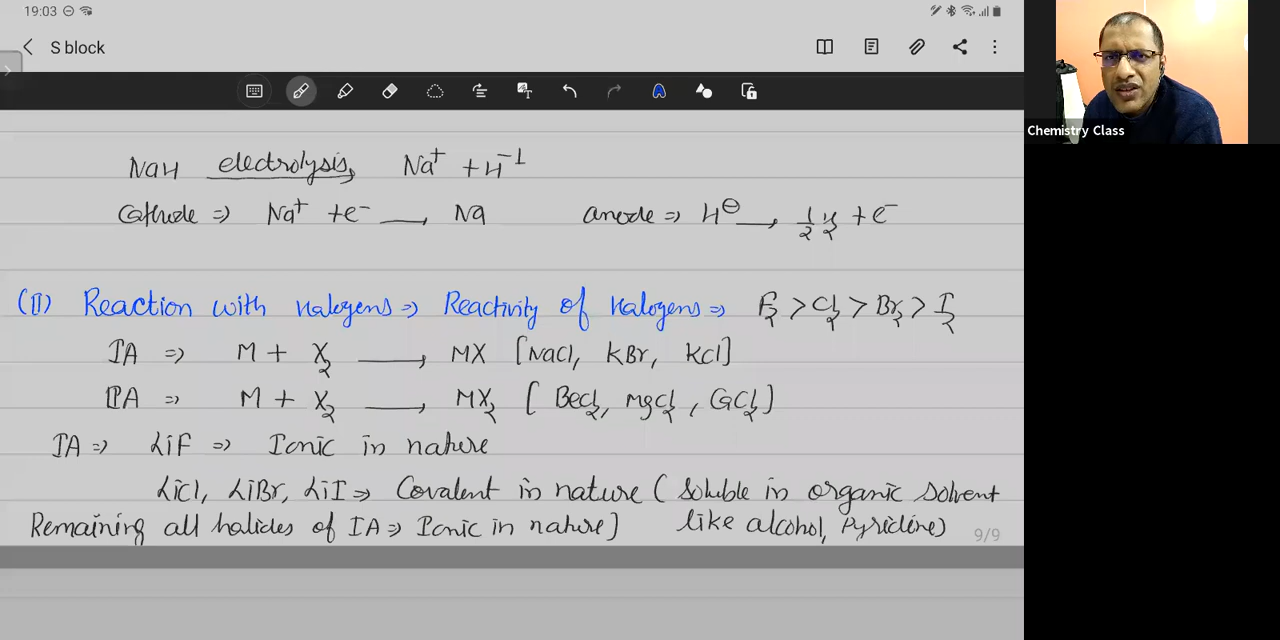 19:03
S block
Chemistry Class
NaH electrolysis, Na⁺ + H⁻¹
Cathode ⇒ Na⁺ + e⁻ → Na anode ⇒ H⊖ → 1/2 H₂ + e⁻
(II) Reaction with halogens ⇒ Reactivity of halogens ⇒ F₂ > Cl₂ > Br₂ > I₂
IA ⇒ M + X₂ → MX [NaCl, KBr, KCl]
IIA ⇒ M + X₂ → MX₂ [BeCl₂, MgCl₂, CaCl₂]
IA ⇒ LiF ⇒ Ionic in nature
LiCl, LiBr, LiI ⇒ Covalent in nature (Soluble in organic solvent
Remaining all halides of IA ⇒ Ionic in nature] like alcohol, Pyridine)
9/9